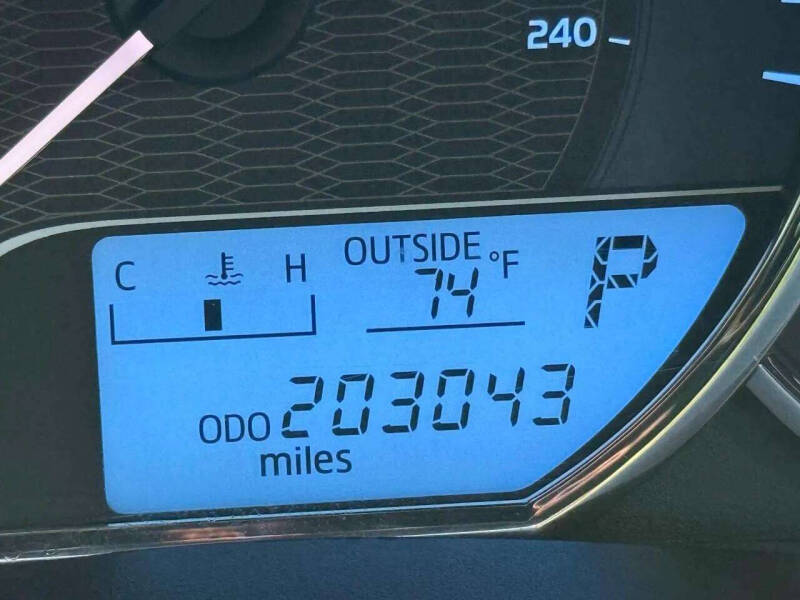 240
C H OUTSIDE °F P
74
ODO 203043
miles